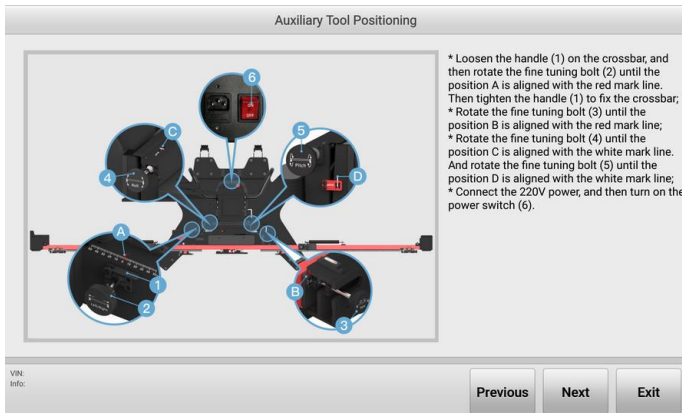 Auxiliary Tool Positioning
* Loosen the handle (1) on the crossbar, and
then rotate the fine tuning bolt (2) until the
position A is aligned with the red mark line.
Then tighten the handle (1) to fix the crossbar;
* Rotate the fine tuning bolt (3) until the
position B is aligned with the red mark line;
* Rotate the fine tuning bolt (4) until the
position C is aligned with the white mark line.
And rotate the fine tuning bolt (5) until the
position D is aligned with the white mark line;
* Connect the 220V power, and then turn on the
power switch (6).
6
ON
OFF
C
5
Pitch
4
Roll
D
A
1
2
B
3
VIN:
Info:
Previous
Next
Exit